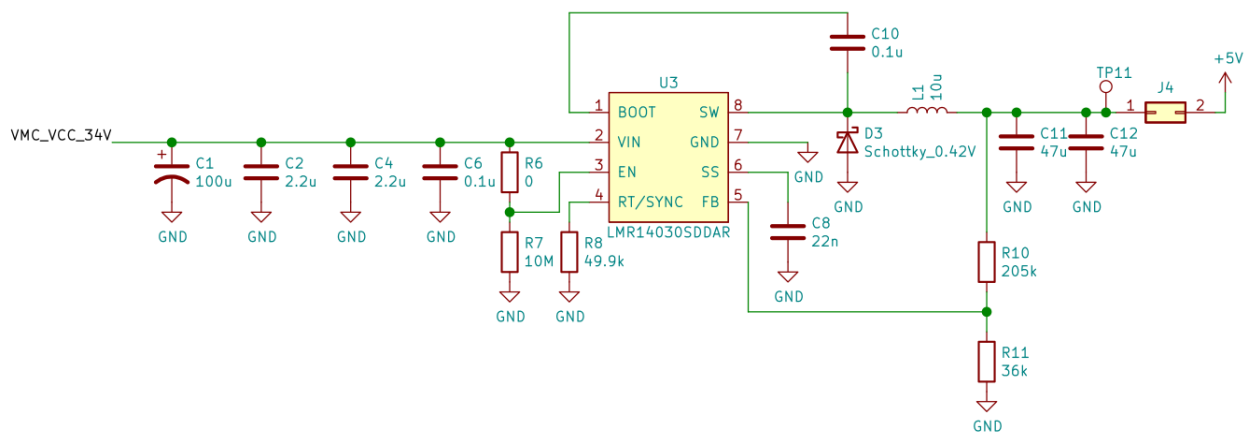 C10
0.1u
+5V
TP11
L1
10u
J4
U3
1 BOOT SW 8
1 2
VMC_VCC_34V
2 VIN GND 7
D3
Schottky_0.42V
C11
47u
C12
47u
+
C1
100u
C2
2.2u
C4
2.2u
C6
0.1u
R6
0
3 EN SS 6
GND
4 RT/SYNC FB 5
GND
GND
GND
GND
GND
GND
GND
LMR14030SDDAR
C8
22n
R7
10M
R8
49.9k
R10
205k
GND
GND
GND
R11
36k
GND